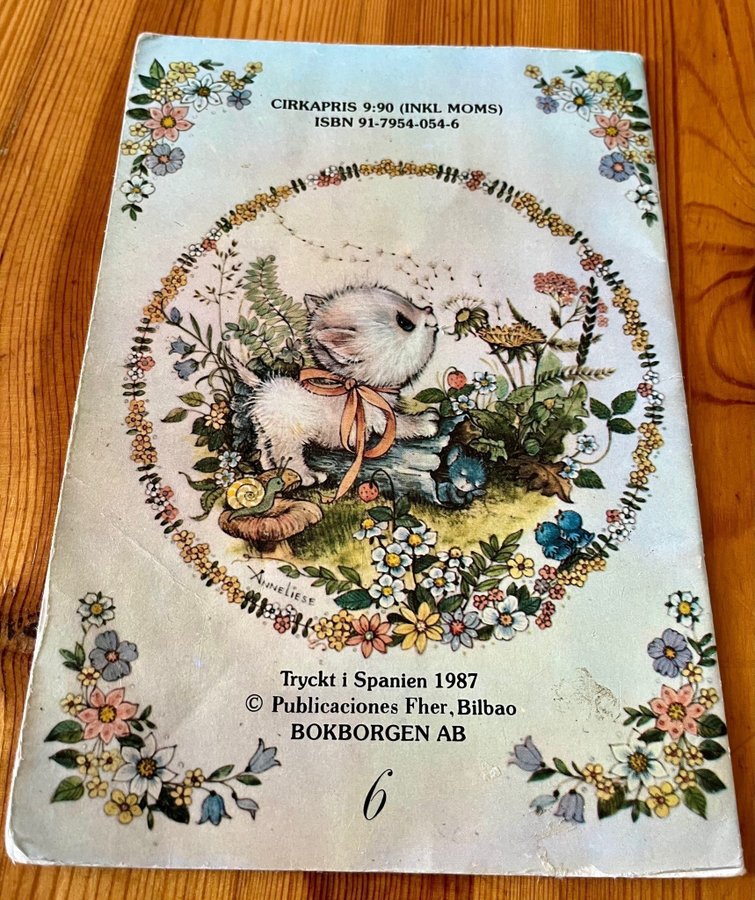 CIRKAPRIS 9:90 (INKL MOMS)
ISBN 91-7954-054-6
ANNELIESE
Tryckt i Spanien 1987
© Publicaciones Fher, Bilbao
BOKBORGEN AB
6